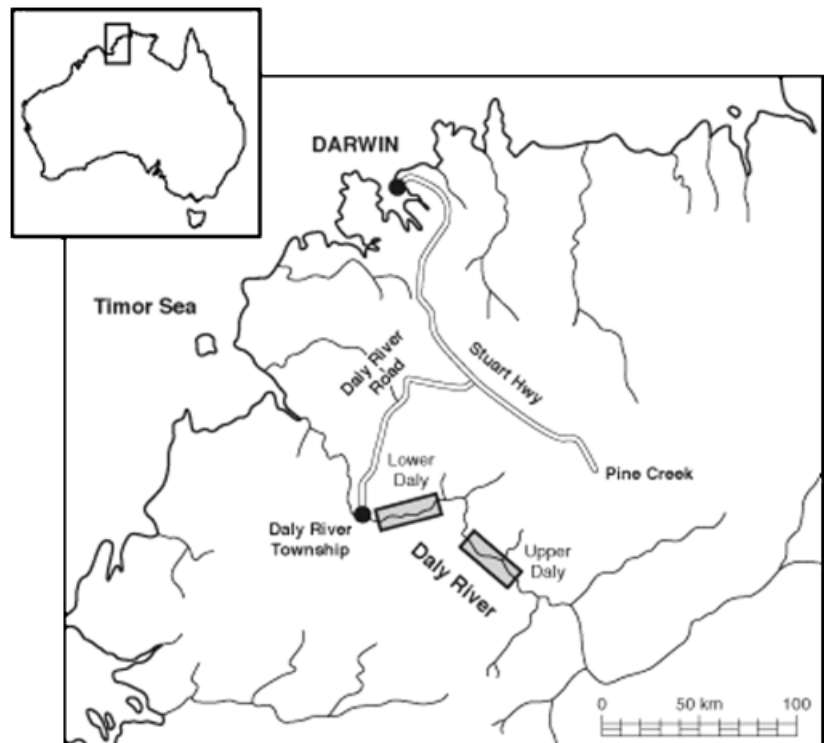 DARWIN
Timor Sea
Daly River
Road
Stuart Hwy
Lower
Daly
Pine Creek
Daly River
Township
Upper
Daly
Daly River
0 50 km 100